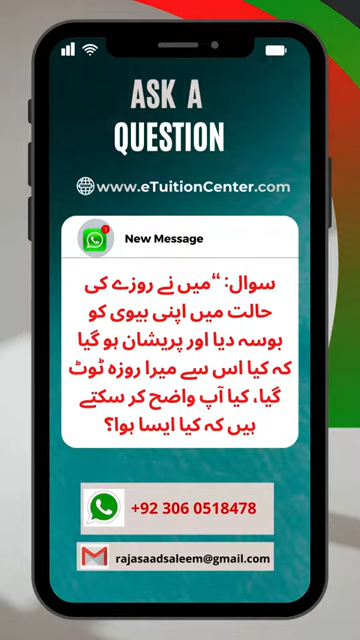 ASK A
QUESTION
www.eTuitionCenter.com
1
New Message
سوال: “میں نے روزے کی
حالت میں اپنی بیوی کو
بوسہ دیا اور پریشان ہو گیا
کہ کیا اس سے میرا روزہ ٹوٹ
گیا، کیا آپ واضح کر سکتے
ہیں کہ کیا ایسا ہوا؟
+92 306 0518478
rajasaadsaleem@gmail.com